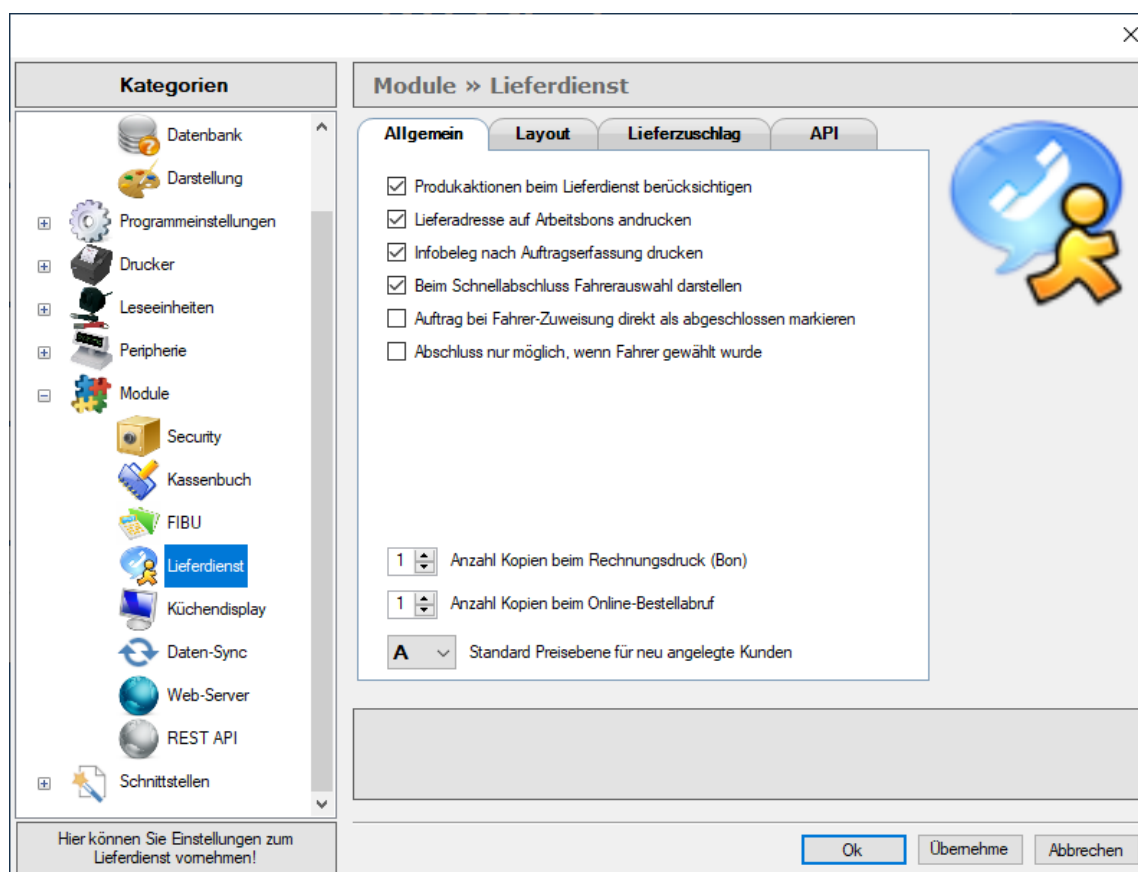 Kategorien
Datenbank
Darstellung
Programmeinstellungen
Drucker
Leseeinheiten
Peripherie
Module
Security
Kassenbuch
FIBU
Lieferdienst
Küchendisplay
Daten-Sync
Web-Server
REST API
Schnittstellen
Hier können Sie Einstellungen zum
Lieferdienst vornehmen!
Module » Lieferdienst
Allgemein Layout Lieferzuschlag API
Produkaktionen beim Lieferdienst berücksichtigen
Lieferadresse auf Arbeitsbons andrucken
Infobeleg nach Auftragserfassung drucken
Beim Schnellabschluss Fahrerauswahl darstellen
Auftrag bei Fahrer-Zuweisung direkt als abgeschlossen markieren
Abschluss nur möglich, wenn Fahrer gewählt wurde
1 Anzahl Kopien beim Rechnungsdruck (Bon)
1 Anzahl Kopien beim Online-Bestellabruf
A Standard Preisebene für neu angelegte Kunden
Ok Übernehme Abbrechen